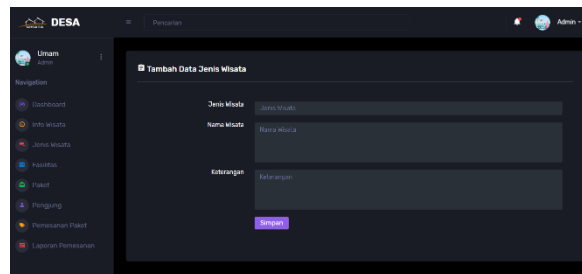 DESA
Pencarian
Admin
Umam
Admin
Navigation
Dashboard
Info Wisata
Jenis Wisata
Fasilitas
Paket
Pengjung
Pemesanan Paket
Laporan Pemesanan
Tambah Data Jenis Wisata
Jenis Wisata
Jenis Wisata
Nama Wisata
Nama Wisata
Keterangan
Keterangan
Simpan